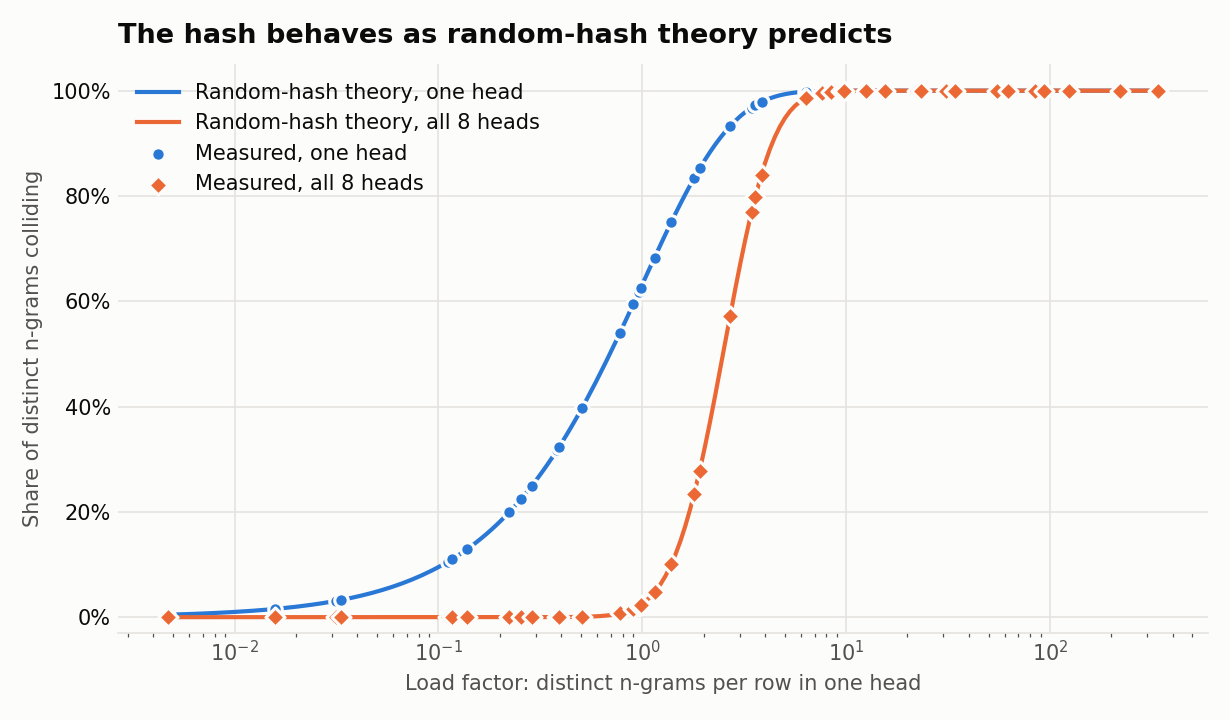 The hash behaves as random-hash theory predicts
Random-hash theory, one head
Random-hash theory, all 8 heads
Measured, one head
Measured, all 8 heads
Share of distinct n-grams colliding
100%
80%
60%
40%
20%
0%
10⁻² 10⁻¹ 10⁰ 10¹ 10²
Load factor: distinct n-grams per row in one head